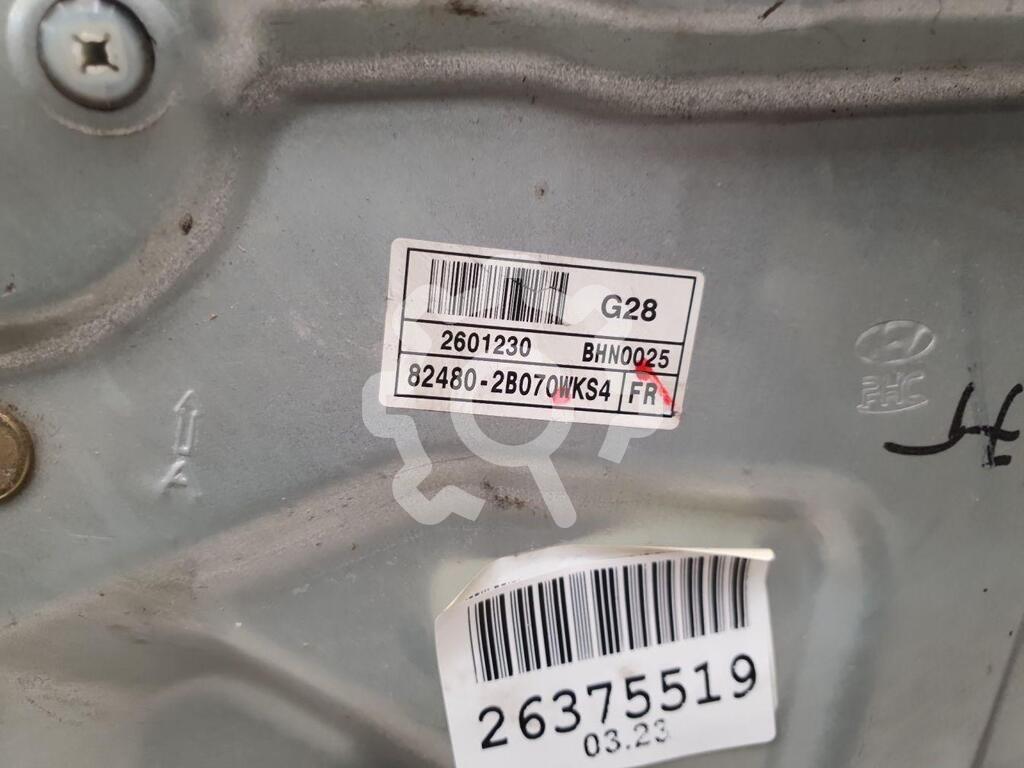 G28
2601230 BHN0025
82480-2B070WKS4 FR
PHC
A
26375519
03.23